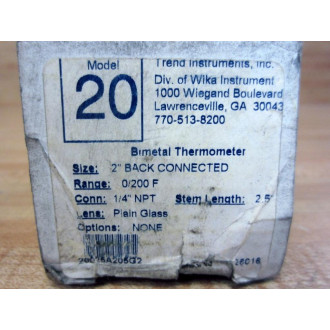 Model
20
Trend Instruments, Inc.
Div. of Wika Instrument
1000 Wiegand Boulevard
Lawrenceville, GA 30043
770-513-8200
Bimetal Thermometer
Size: 2" BACK CONNECTED
Range: 0/200 F
Conn: 1/4" NPT Stem Length: 2.5"
Lens: Plain Glass
Options: NONE